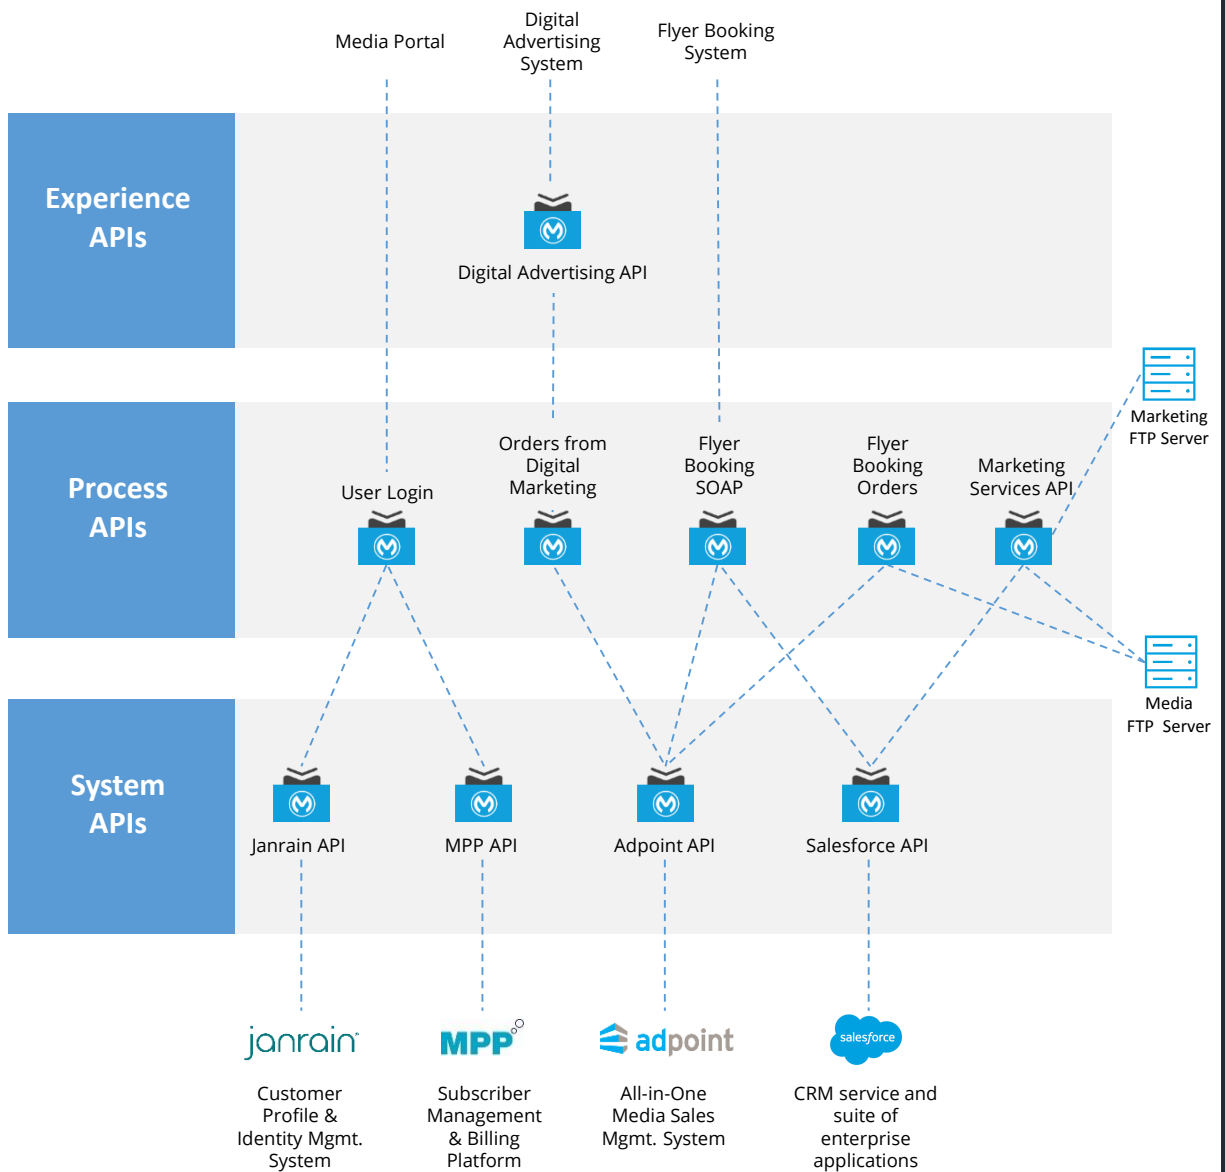 Media Portal
Digital
Advertising
System
Flyer Booking
System
Experience
APIs
Digital Advertising API
Marketing
FTP Server
Process
APIs
User Login
Orders from
Digital
Marketing
Flyer
Booking
SOAP
Flyer
Booking
Orders
Marketing
Services API
Media
FTP Server
System
APIs
Janrain API
MPP API
Adpoint API
Salesforce API
janrain
MPP
adpoint
salesforce
Customer
Profile &
Identity Mgmt.
System
Subscriber
Management
& Billing
Platform
All-in-One
Media Sales
Mgmt. System
CRM service and
suite of
enterprise
applications